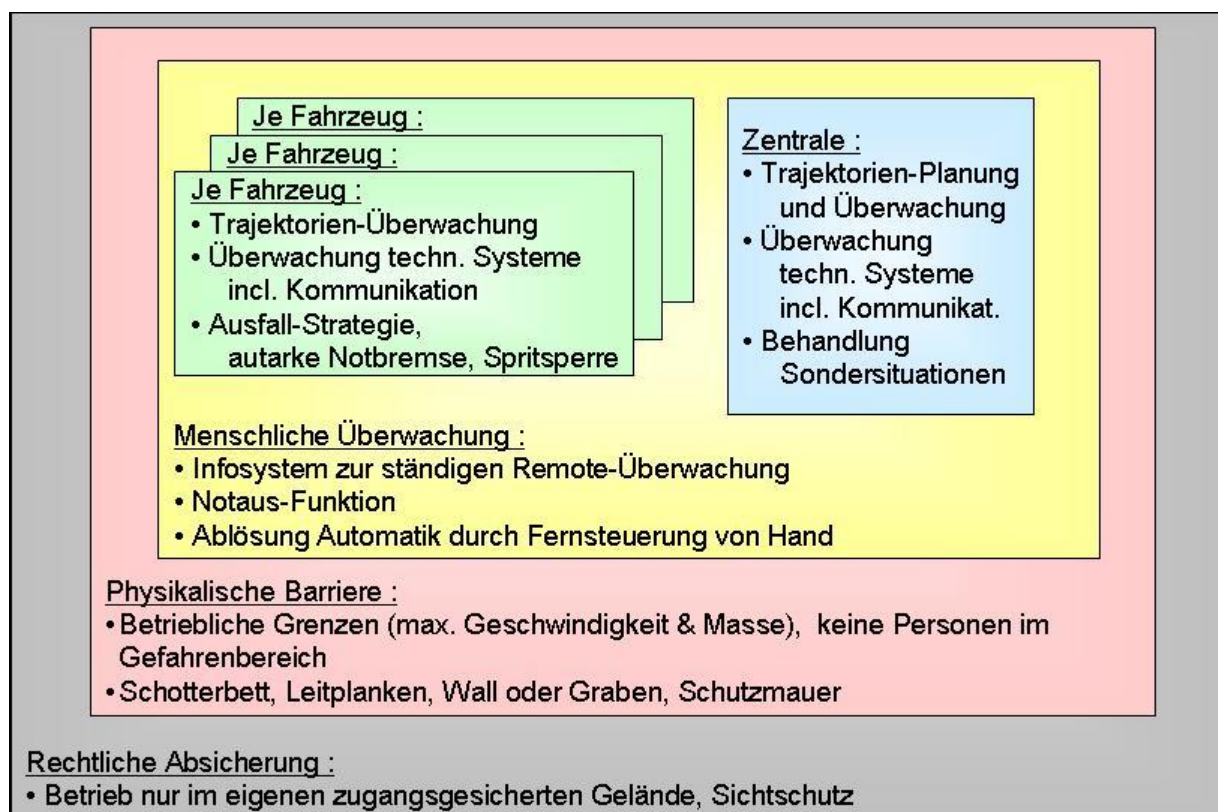 Je Fahrzeug :
Je Fahrzeug :
Je Fahrzeug :
• Trajektorien-Überwachung
• Überwachung techn. Systeme
incl. Kommunikation
• Ausfall-Strategie,
autarke Notbremse, Spritsperre
Zentrale :
• Trajektorien-Planung
und Überwachung
• Überwachung
techn. Systeme
incl. Kommunikat.
• Behandlung
Sondersituationen
Menschliche Überwachung :
• Infosystem zur ständigen Remote-Überwachung
• Notaus-Funktion
• Ablösung Automatik durch Fernsteuerung von Hand
Physikalische Barriere :
• Betriebliche Grenzen (max. Geschwindigkeit & Masse), keine Personen im
Gefahrenbereich
• Schotterbett, Leitplanken, Wall oder Graben, Schutzmauer
Rechtliche Absicherung :
• Betrieb nur im eigenen zugangsgesicherten Gelände, Sichtschutz